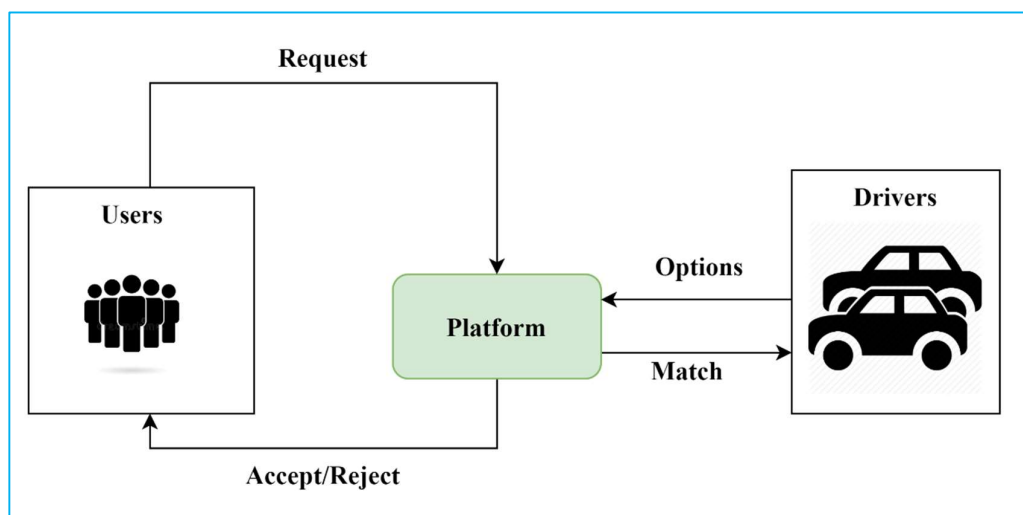 Request
Users
Drivers
Options
Platform
Match
Accept/Reject